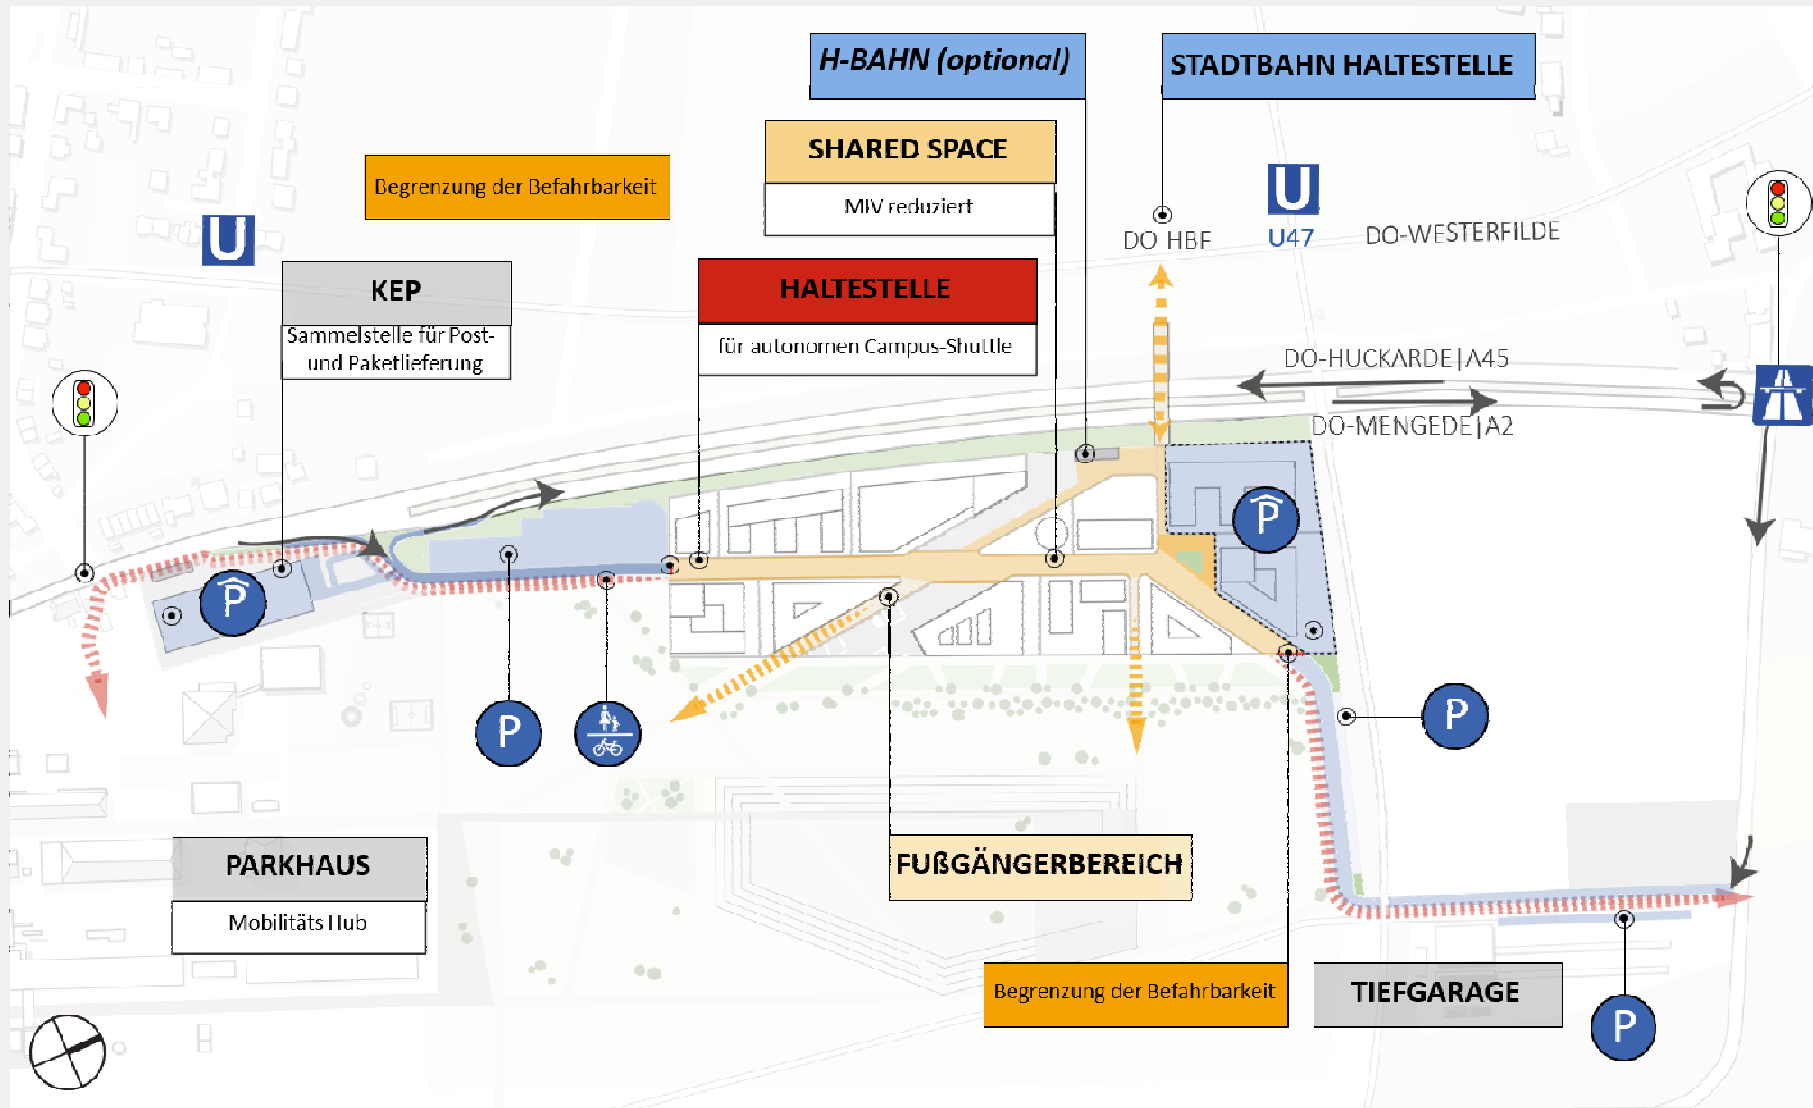 H-BAHN (optional)
STADTBAHN HALTESTELLE
SHARED SPACE
MIV reduziert
Begrenzung der Befahrbarkeit
U
U
U47
DO HBF
DO-WESTERFILDE
KEP
Sammelstelle für Post-
und Paketlieferung
HALTESTELLE
für autonomen Campus-Shuttle
DO-HUCKARDE|A45
DO-MENGEDE|A2
P
P
P
P
PARKHAUS
Mobilitäts Hub
FUßGÄNGERBEREICH
Begrenzung der Befahrbarkeit
TIEFGARAGE
P